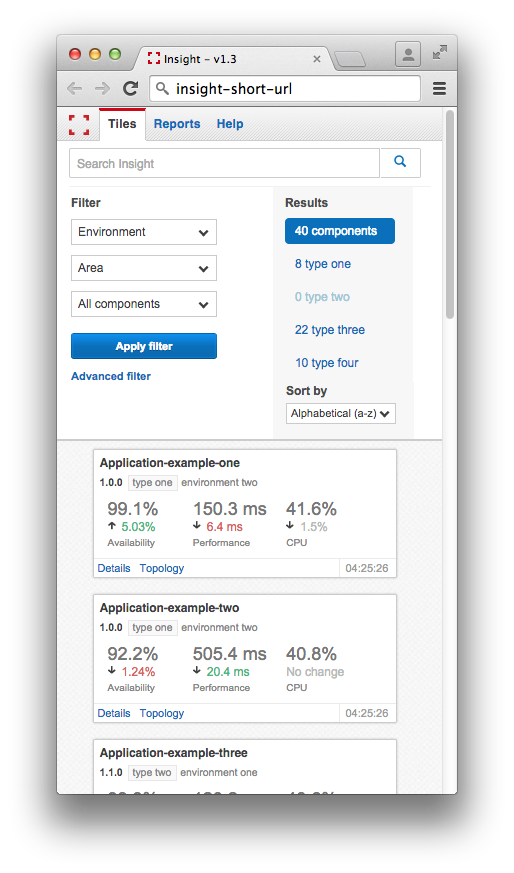 Insight – v1.3
insight-short-url
Tiles Reports Help
Search Insight
Filter
Environment
Area
All components
Apply filter
Advanced filter
Results
40 components
8 type one
0 type two
22 type three
10 type four
Sort by
Alphabetical (a-z)
Application-example-one
1.0.0 type one environment two
99.1% 150.3 ms 41.6%
5.03% 6.4 ms 1.5%
Availability Performance CPU
Details Topology 04:25:26
Application-example-two
1.0.0 type one environment two
92.2% 505.4 ms 40.8%
1.24% 20.4 ms No change
Availability Performance CPU
Details Topology 04:25:26
Application-example-three
1.1.0 type two environment one